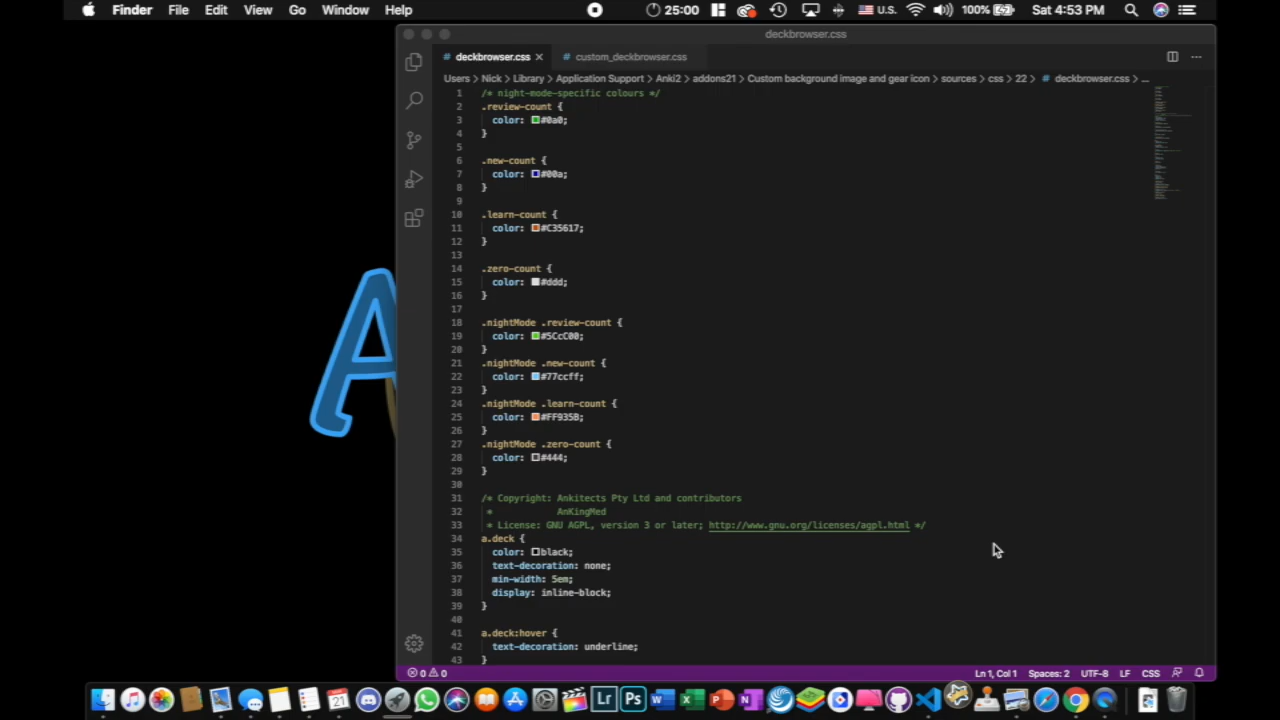 Finder File Edit View Go Window Help 25:00 U.S. 100% Sat 4:53 PM
deckbrowser.css
deckbrowser.css custom_deckbrowser.css
Users > Nick > Library > Application Support > Anki2 > addons21 > Custom background image and gear icon > sources > css > 22 > # deckbrowser.css > ...
1 /* night-mode-specific colours */
2 .review-count {
3 color: #0a0;
4 }
5
6 .new-count {
7 color: #00a;
8 }
9
10 .learn-count {
11 color: #C35617;
12 }
13
14 .zero-count {
15 color: #ddd;
16 }
17
18 .nightMode .review-count {
19 color: #5CcC00;
20 }
21 .nightMode .new-count {
22 color: #77ccff;
23 }
24 .nightMode .learn-count {
25 color: #FF935B;
26 }
27 .nightMode .zero-count {
28 color: #444;
29 }
30
31 /* Copyright: Ankitects Pty Ltd and contributors
32 * AnKingMed
33 * License: GNU AGPL, version 3 or later; http://www.gnu.org/licenses/agpl.html */
34 a.deck {
35 color: black;
36 text-decoration: none;
37 min-width: 5em;
38 display: inline-block;
39 }
40
41 a.deck:hover {
42 text-decoration: underline;
43 }
A
0 0 Ln 1, Col 1 Spaces: 2 UTF-8 LF CSS
21 Lr Ps